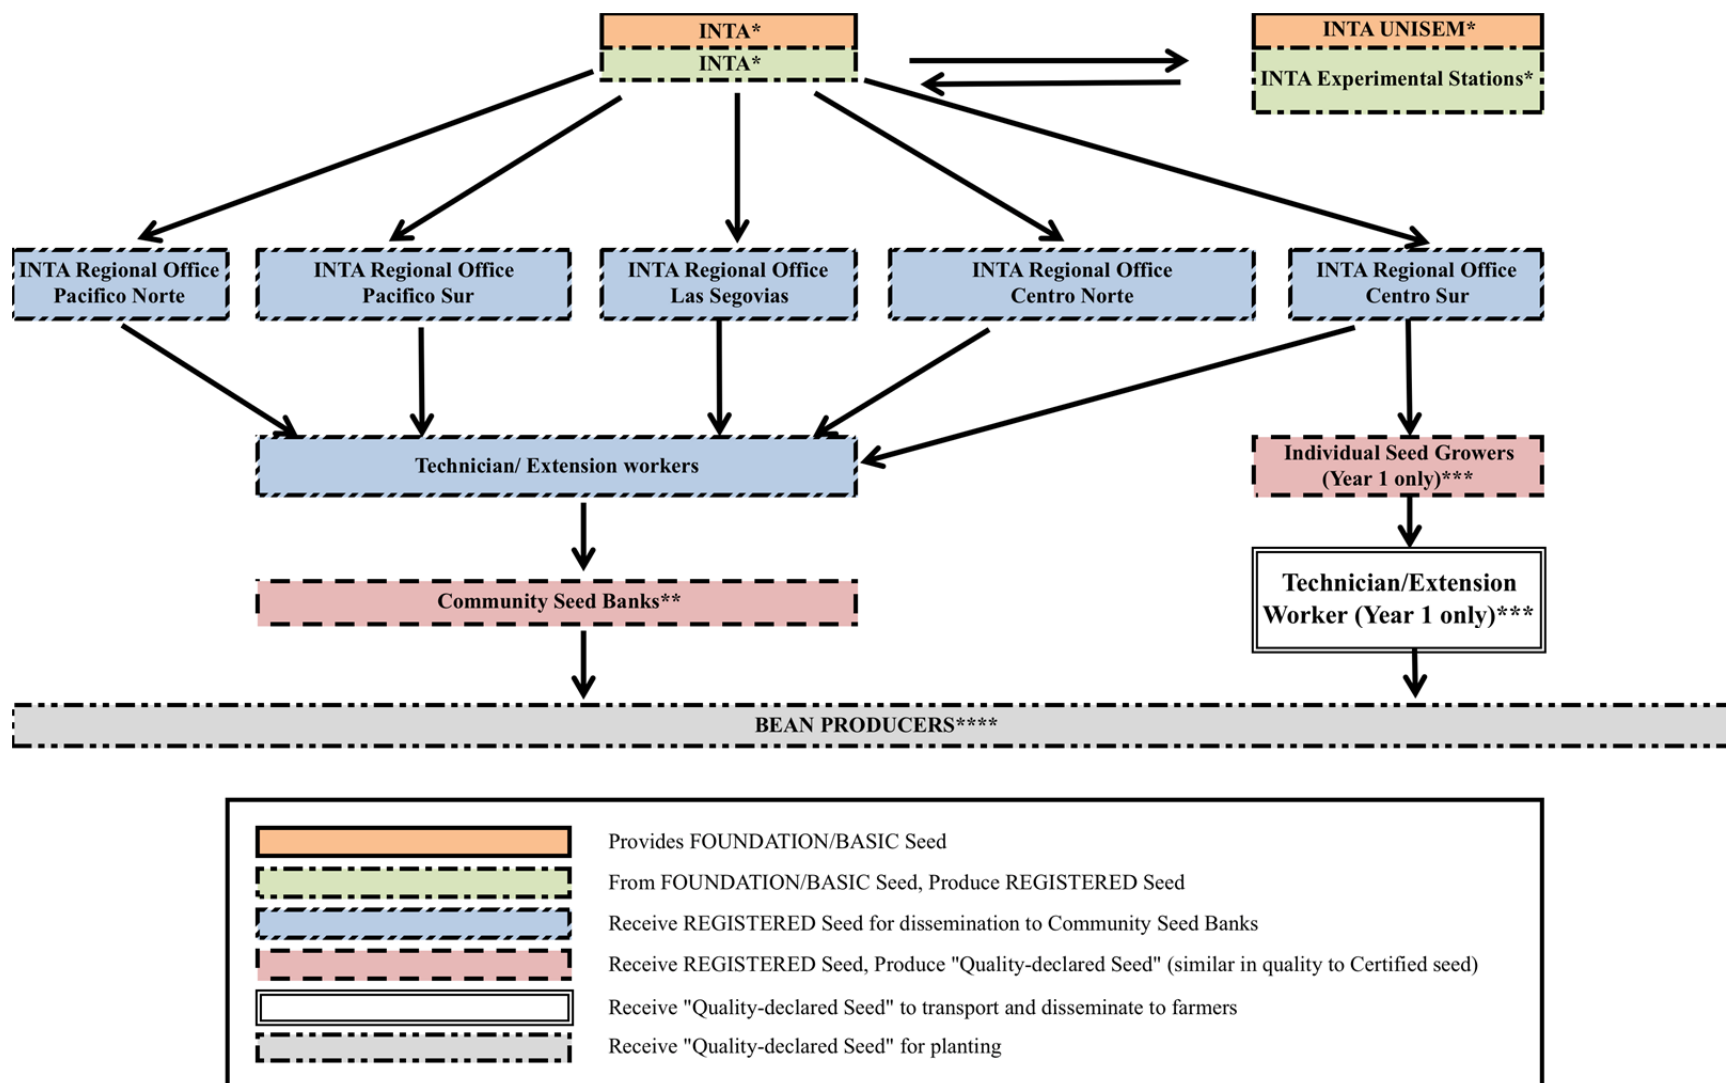 INTA*
INTA*
INTA UNISEM*
INTA Experimental Stations*
INTA Regional Office
Pacifico Norte
INTA Regional Office
Pacifico Sur
INTA Regional Office
Las Segovias
INTA Regional Office
Centro Norte
INTA Regional Office
Centro Sur
Technician/ Extension workers
Individual Seed Growers
(Year 1 only)***
Community Seed Banks**
Technician/Extension
Worker (Year 1 only)***
BEAN PRODUCERS****
Provides FOUNDATION/BASIC Seed
From FOUNDATION/BASIC Seed, Produce REGISTERED Seed
Receive REGISTERED Seed for dissemination to Community Seed Banks
Receive REGISTERED Seed, Produce "Quality-declared Seed" (similar in quality to Certified seed)
Receive "Quality-declared Seed" to transport and disseminate to farmers
Receive "Quality-declared Seed" for planting